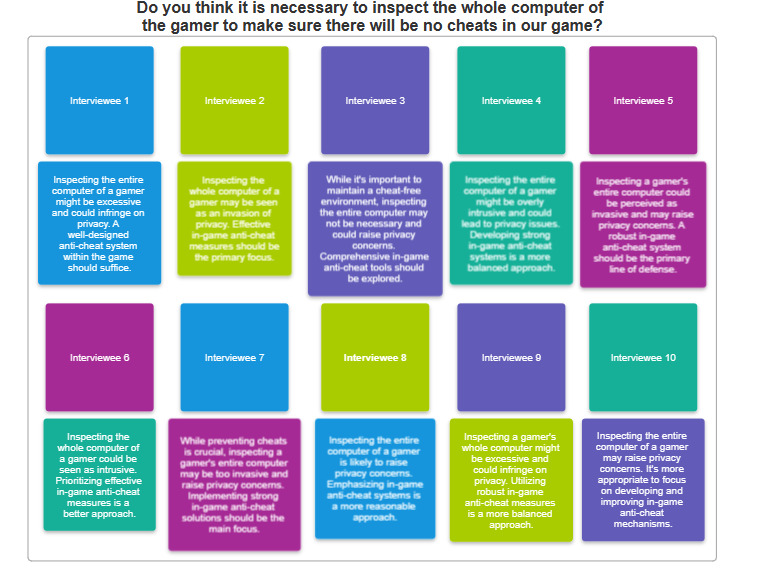 Do you think it is necessary to inspect the whole computer of
the gamer to make sure there will be no cheats in our game?
Interviewee 1
Interviewee 2
Interviewee 3
Interviewee 4
Interviewee 5
Inspecting the entire
computer of a gamer
might be excessive
and could infringe on
privacy. A
well-designed
anti-cheat system
within the game
should suffice.
Inspecting the
whole computer of a
gamer may be seen
as an invasion of
privacy. Effective
in-game anti-cheat
measures should be
the primary focus.
While it's important to
maintain a cheat-free
environment, inspecting
the entire computer may
not be necessary and
could raise privacy
concerns.
Comprehensive in-game
anti-cheat tools should
be explored.
Inspecting the entire
computer of a gamer
might be overly
intrusive and could
lead to privacy issues.
Developing strong
in-game anti-cheat
systems is a more
balanced approach.
Inspecting a gamer's
entire computer could
be perceived as
invasive and may raise
privacy concerns. A
robust in-game
anti-cheat system
should be the primary
line of defense.
Interviewee 6
Interviewee 7
Interviewee 8
Interviewee 9
Interviewee 10
Inspecting the
whole computer of
a gamer could be
seen as intrusive.
Prioritizing effective
in-game anti-cheat
measures is a
better approach.
While preventing cheats
is crucial, inspecting a
gamer's entire computer
may be too invasive and
raise privacy concerns.
Implementing strong
in-game anti-cheat
solutions should be the
main focus.
Inspecting the entire
computer of a gamer
is likely to raise
privacy concerns.
Emphasizing in-game
anti-cheat systems is
a more reasonable
approach.
Inspecting a gamer's
whole computer might
be excessive and
could infringe on
privacy. Utilizing
robust in-game
anti-cheat measures
is a more balanced
approach.
Inspecting the entire
computer of a gamer
may raise privacy
concerns. It's more
appropriate to focus
on developing and
improving in-game
anti-cheat
mechanisms.